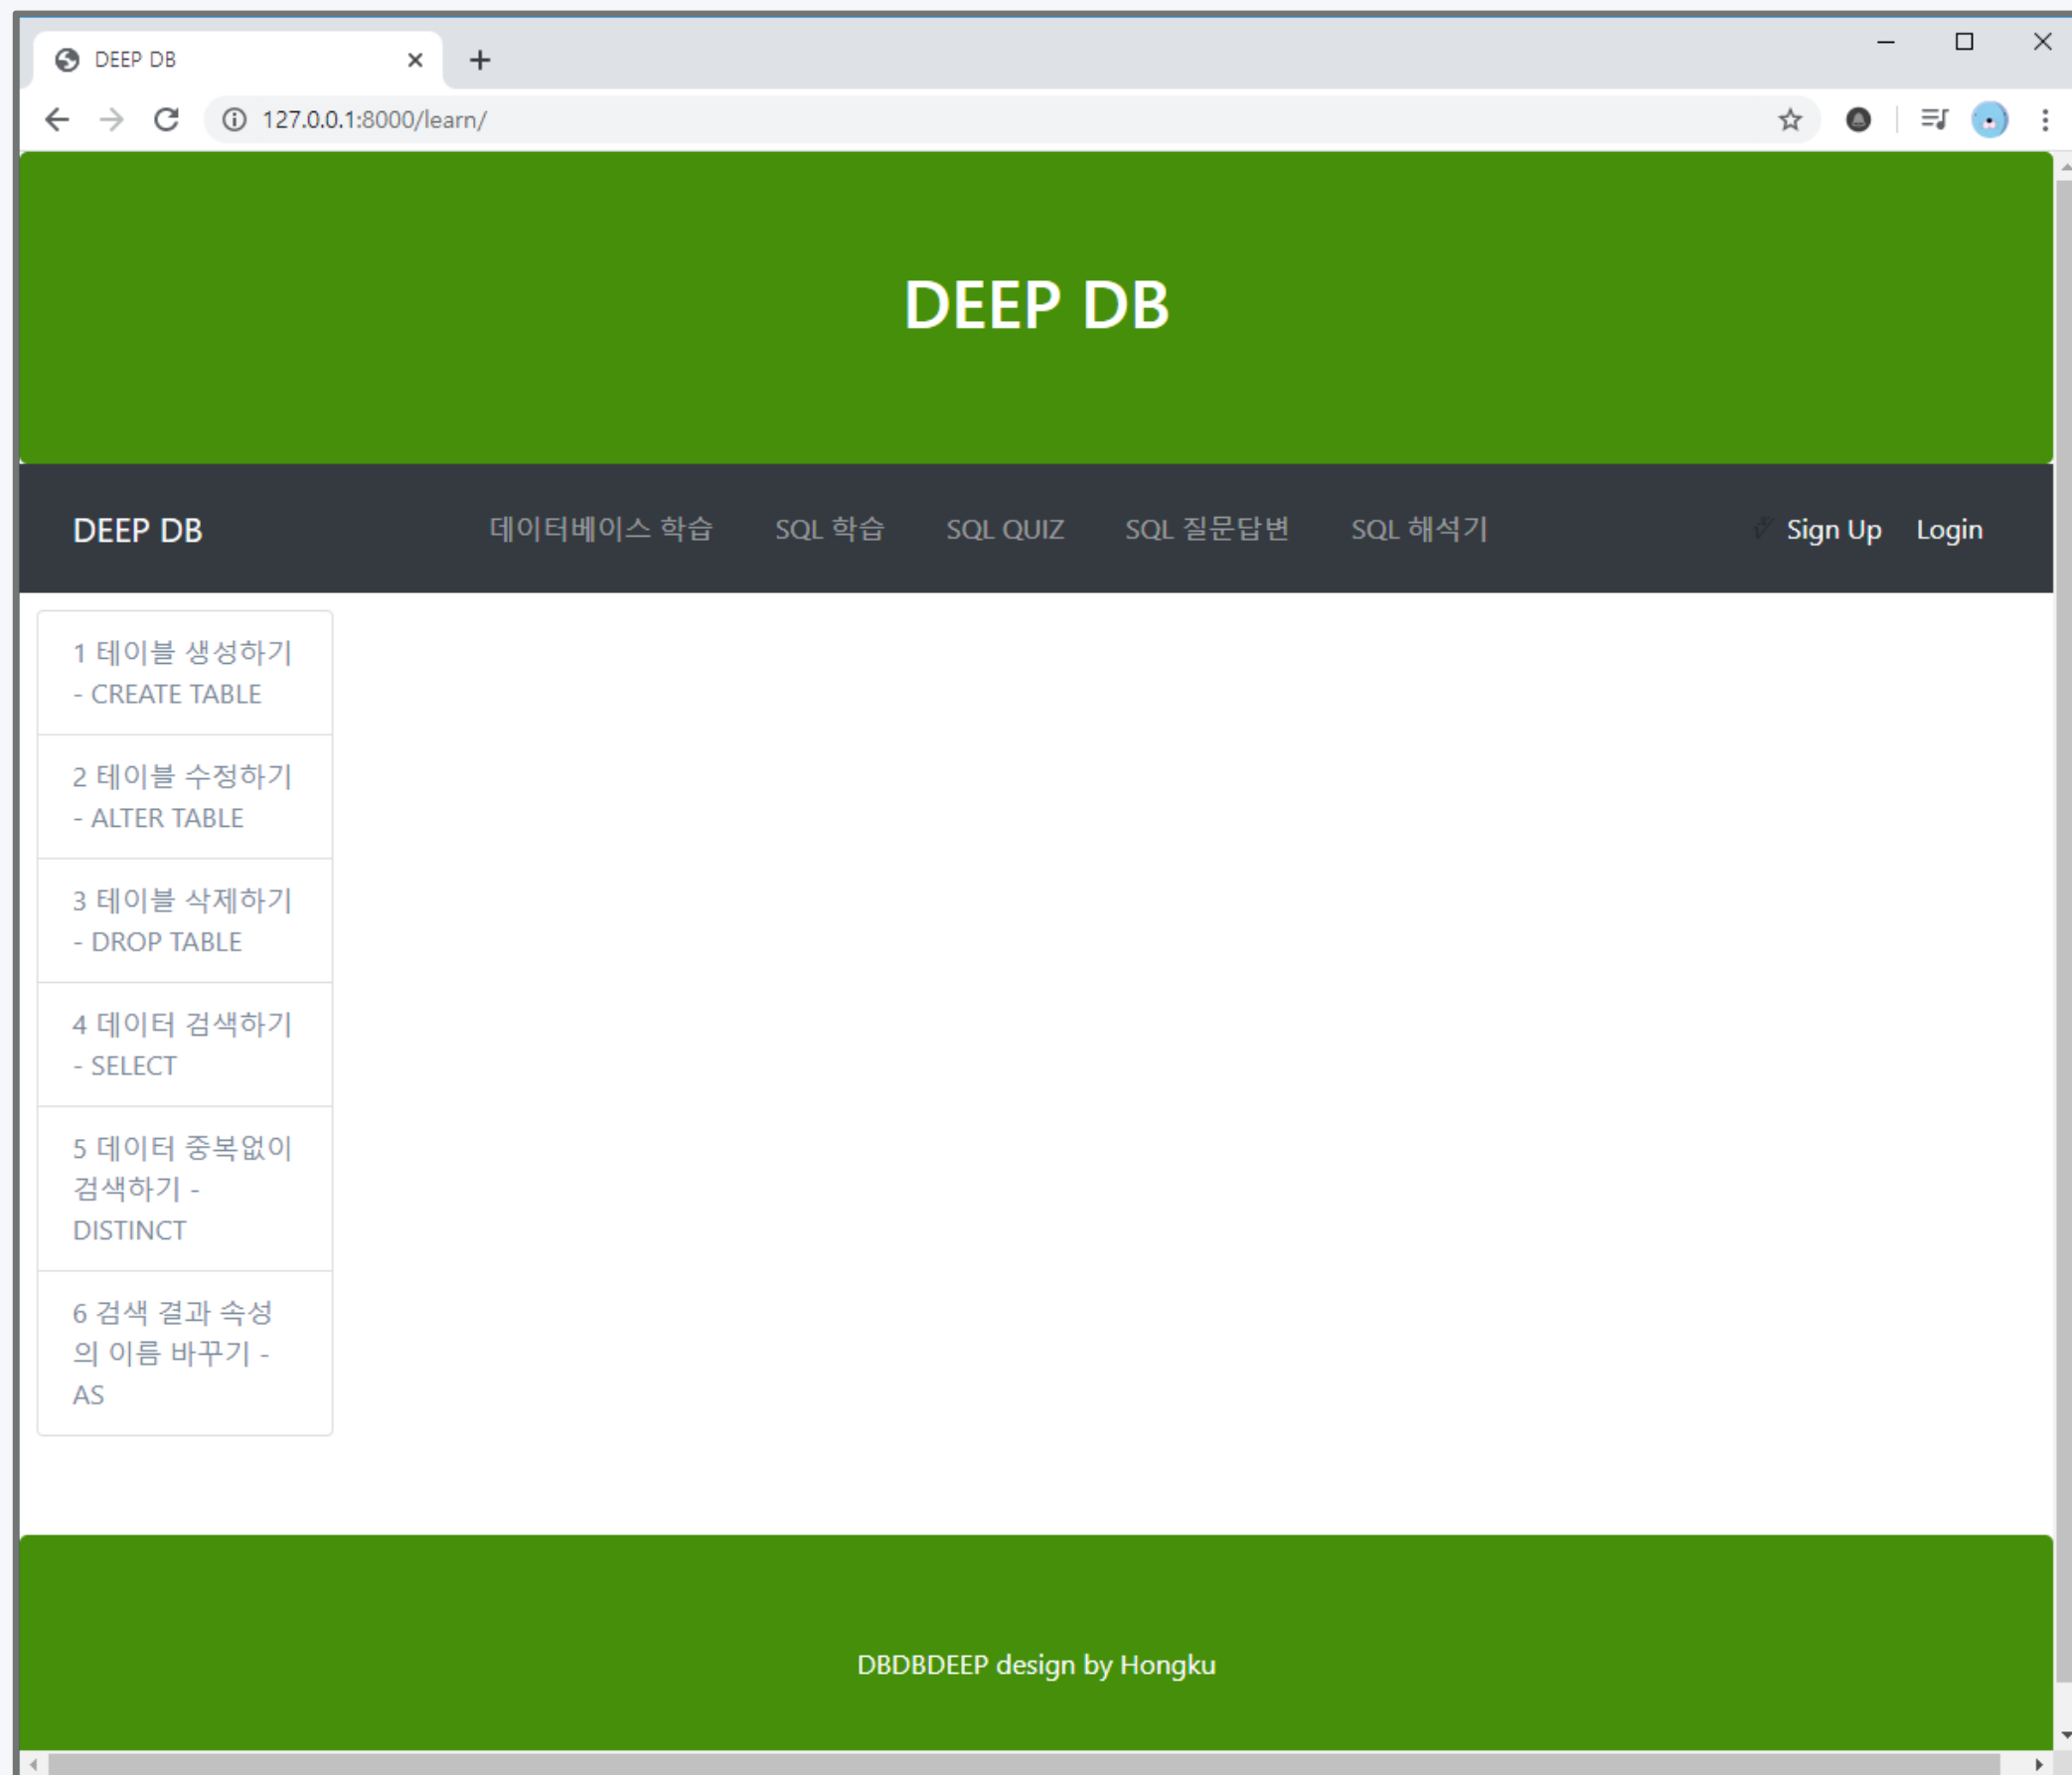 DEEP DB
127.0.0.1:8000/learn/
DEEP DB
DEEP DB 데이터베이스 학습 SQL 학습 SQL QUIZ SQL 질문답변 SQL 해석기 Sign Up Login
1 테이블 생성하기
- CREATE TABLE
2 테이블 수정하기
- ALTER TABLE
3 테이블 삭제하기
- DROP TABLE
4 데이터 검색하기
- SELECT
5 데이터 중복없이
검색하기 -
DISTINCT
6 검색 결과 속성
의 이름 바꾸기 -
AS
DBDBDEEP design by Hongku